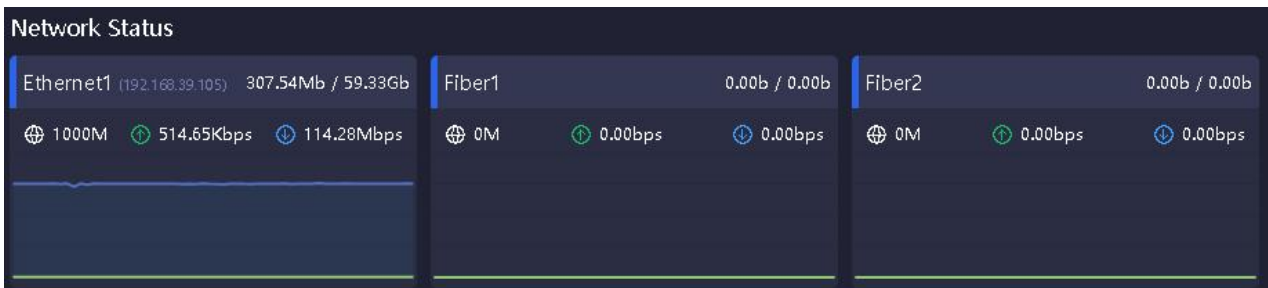 Network Status
Ethernet1 (192.168.39.105) 307.54Mb / 59.33Gb
1000M 514.65Kbps 114.28Mbps
Fiber1 0.00b / 0.00b
0M 0.00bps 0.00bps
Fiber2 0.00b / 0.00b
0M 0.00bps 0.00bps